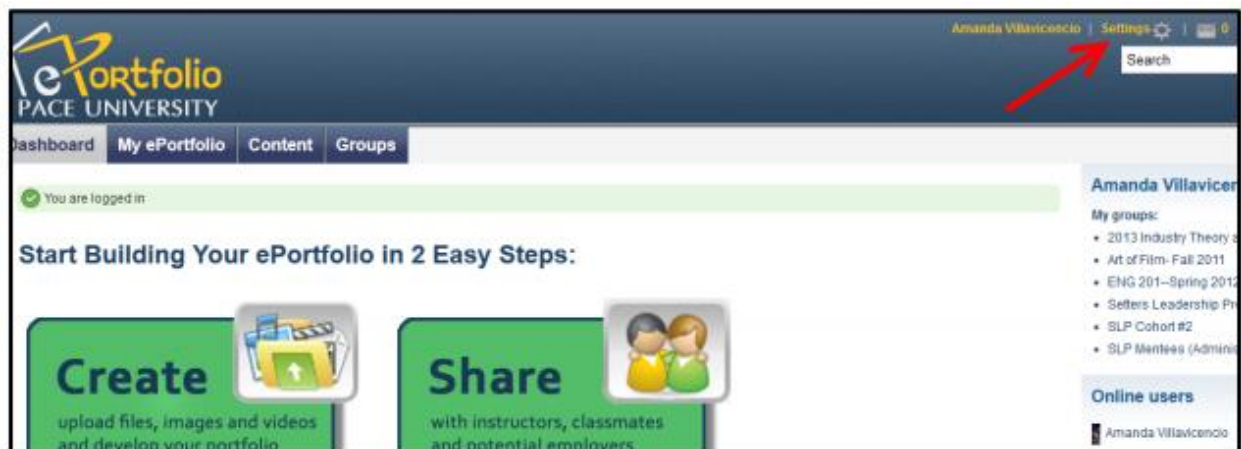 Amanda Villavicencio | Settings | 0
Search
ePortfolio
PACE UNIVERSITY
Dashboard My ePortfolio Content Groups
You are logged in
Start Building Your ePortfolio in 2 Easy Steps:
Create
upload files, images and videos
and develop your portfolio
Share
with instructors, classmates
and potential employers
Amanda Villavicen
My groups:
2013 Industry Theory a
Art of Film- Fall 2011
ENG 201--Spring 2012
Setters Leadership Pr
SLP Cohort #2
SLP Mentees (Adminis
Online users
Amanda Villavicencio